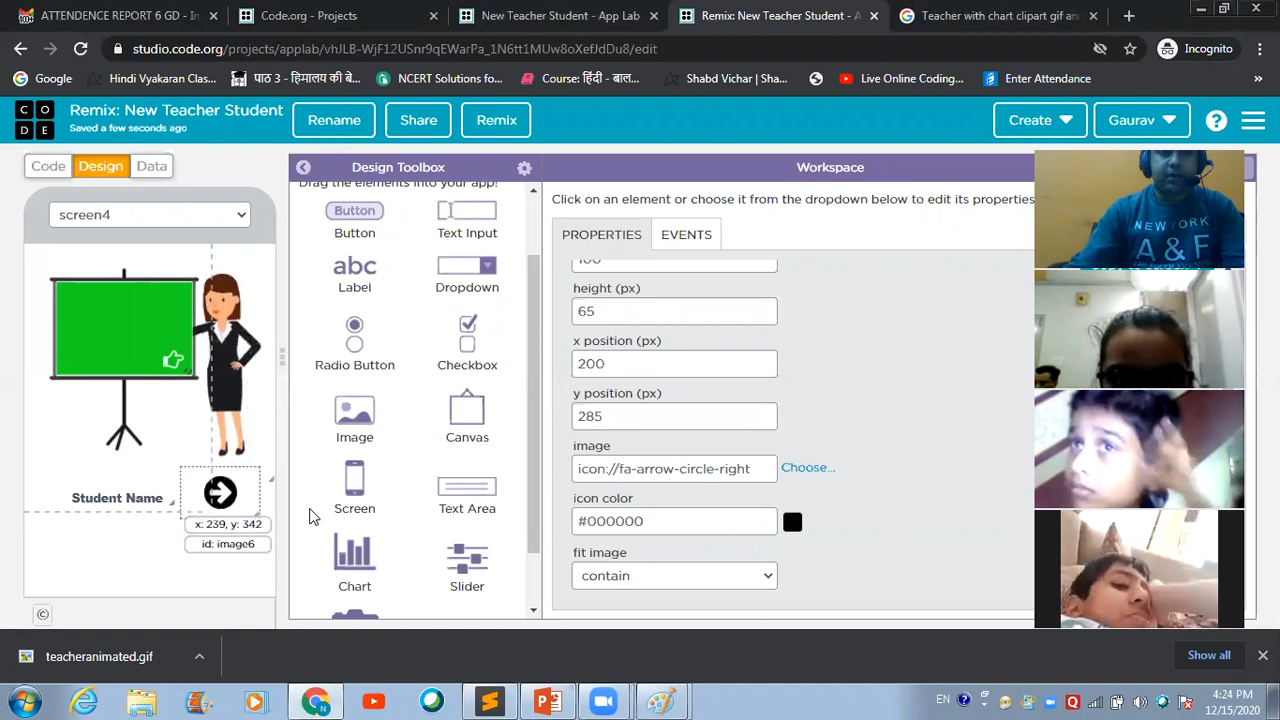 ATTENDENCE REPORT 6 GD - In
Code.org - Projects
New Teacher Student - App Lab
Remix: New Teacher Student - A
Teacher with chart clipart gif an
studio.code.org/projects/applab/vhJLB-WjF12USnr9qEWarPa_1N6tt1MUw8oXefJdDu8/edit
Incognito
Google
Hindi Vyakaran Clas...
पाठ 3 - हिमालय की बे...
NCERT Solutions fo...
Course: हिंदी - बाल...
Shabd Vichar | Sha...
Live Online Coding...
Enter Attendance
»
C O D E
Remix: New Teacher Student
Saved a few seconds ago
Rename
Share
Remix
Create
Gaurav
?
Code
Design
Data
Design Toolbox
Workspace
screen4
Drag the elements into your app!
Click on an element or choose it from the dropdown below to edit its properties
Button
Button
Text Input
PROPERTIES
EVENTS
abc
Label
Dropdown
100
height (px)
65
x position (px)
200
Radio Button
Checkbox
y position (px)
285
Image
Canvas
image
icon://fa-arrow-circle-right
Choose...
Screen
Text Area
icon color
#000000
Student Name
x: 239, y: 342
id: image6
fit image
contain
Chart
Slider
©
NEW YORK
A & F
teacheranimated.gif
Show all
EN
4:24 PM
12/15/2020